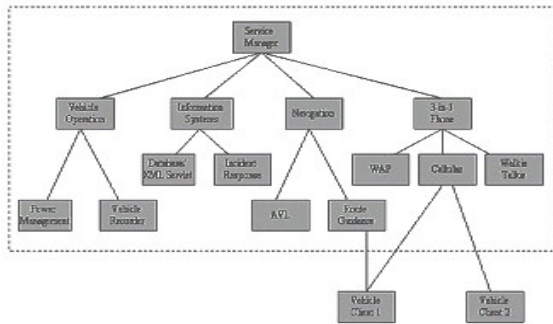 Service
Manager
Vehicle
Operation
Information
Systems
Navigation
3-in-1
Phone
Database/
XML Servlet
Incident
Response
WAP
Cellular
Walkie
Talkie
Power
Management
Vehicle
Recorder
AVL
Route
Guidance
Vehicle
Client 1
Vehicle
Client 2